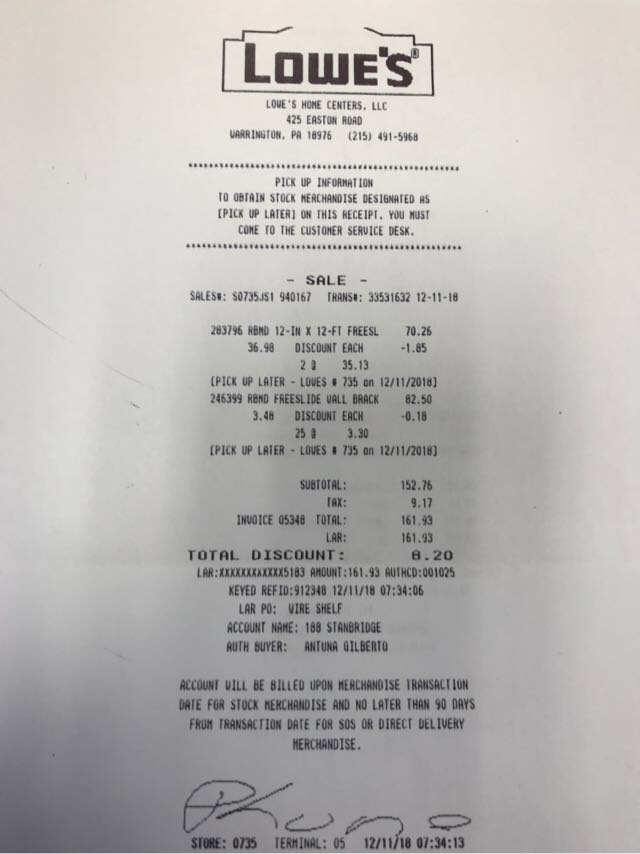 LOWE'S®
LOWE'S HOME CENTERS, LLC
425 EASTON ROAD
WARRINGTON, PA 18976 (215) 491-5968
******************************************************
PICK UP INFORMATION
TO OBTAIN STOCK MERCHANDISE DESIGNATED AS
[PICK UP LATER] ON THIS RECEIPT, YOU MUST
COME TO THE CUSTOMER SERVICE DESK.
******************************************************
- SALE -
SALES#: S0735JS1 940167 TRANS#: 33531632 12-11-18
283796 RBMD 12-IN X 12-FT FREESL 70.26
36.98 DISCOUNT EACH -1.85
2 @ 35.13
[PICK UP LATER - LOWES # 735 on 12/11/2018]
246399 RBMD FREESLIDE WALL BRACK 82.50
3.48 DISCOUNT EACH -0.18
25 @ 3.30
[PICK UP LATER - LOWES # 735 on 12/11/2018]
SUBTOTAL: 152.76
TAX: 9.17
INVOICE 05348 TOTAL: 161.93
LAR: 161.93
TOTAL DISCOUNT: 8.20
LAR:XXXXXXXXXXXX5183 AMOUNT:161.93 AUTHCD:001025
KEYED REFID:912348 12/11/18 07:34:06
LAR PO: WIRE SHELF
ACCOUNT NAME: 188 STANBRIDGE
AUTH BUYER: ANTUNA GILBERTO
ACCOUNT WILL BE BILLED UPON MERCHANDISE TRANSACTION
DATE FOR STOCK MERCHANDISE AND NO LATER THAN 90 DAYS
FROM TRANSACTION DATE FOR SOS OR DIRECT DELIVERY
MERCHANDISE.
STORE: 0735 TERMINAL: 05 12/11/18 07:34:13